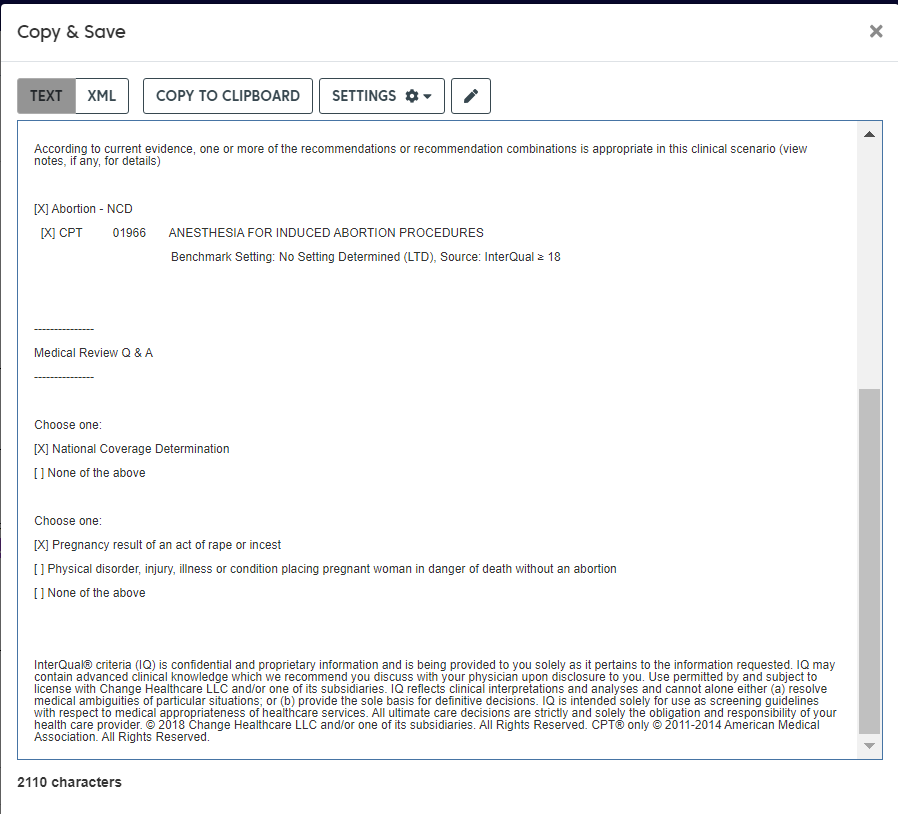 Copy & Save
×
TEXT
XML
COPY TO CLIPBOARD
SETTINGS
According to current evidence, one or more of the recommendations or recommendation combinations is appropriate in this clinical scenario (view
notes, if any, for details)
[X] Abortion - NCD
[X] CPT 01966 ANESTHESIA FOR INDUCED ABORTION PROCEDURES
Benchmark Setting: No Setting Determined (LTD), Source: InterQual ≥ 18
---------------
Medical Review Q & A
---------------
Choose one:
[X] National Coverage Determination
[ ] None of the above
Choose one:
[X] Pregnancy result of an act of rape or incest
[ ] Physical disorder, injury, illness or condition placing pregnant woman in danger of death without an abortion
[ ] None of the above
InterQual® criteria (IQ) is confidential and proprietary information and is being provided to you solely as it pertains to the information requested. IQ may
contain advanced clinical knowledge which we recommend you discuss with your physician upon disclosure to you. Use permitted by and subject to
license with Change Healthcare LLC and/or one of its subsidiaries. IQ reflects clinical interpretations and analyses and cannot alone either (a) resolve
medical ambiguities of particular situations; or (b) provide the sole basis for definitive decisions. IQ is intended solely for use as screening guidelines
with respect to medical appropriateness of healthcare services. All ultimate care decisions are strictly and solely the obligation and responsibility of your
health care provider. © 2018 Change Healthcare LLC and/or one of its subsidiaries. All Rights Reserved. CPT® only © 2011-2014 American Medical
Association. All Rights Reserved.
2110 characters